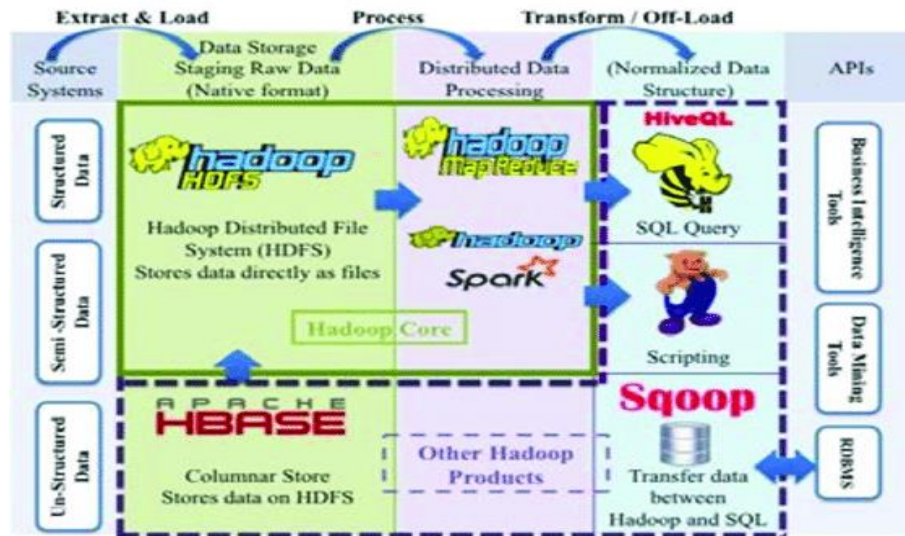 Extract & Load
Process
Transform / Off-Load
Source
Systems
Data Storage
Staging Raw Data
(Native format)
Distributed Data
Processing
(Normalized Data
Structure)
APIs
Structured
Data
Semi -Structured
Data
Un-Structured
Data
hadoop
HDFS
Hadoop Distributed File
System (HDFS)
Stores data directly as files
hadoop
MapReduce
hadoop
Spark
Hadoop Core
HiveQL
SQL Query
Scripting
APACHE
HBASE
Columnar Store
Stores data on HDFS
Other Hadoop
Products
Sqoop
Transfer data
between
Hadoop and SQL
Business Intelligence
Tools
Data Mining
Tools
RDBMS